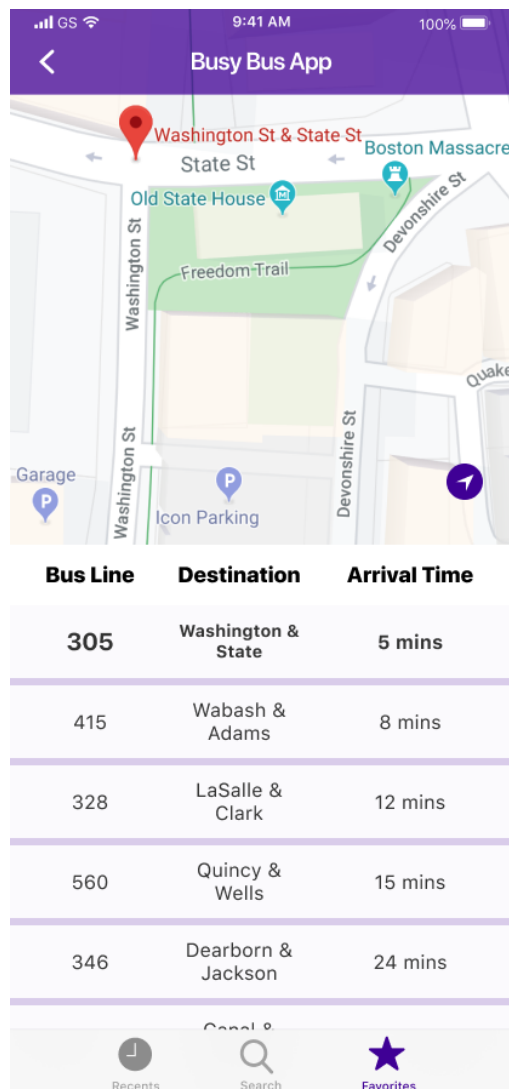 GS 9:41 AM 100%
Busy Bus App
Washington St & State St
Boston Massacre
State St
Old State House
Devonshire St
Washington St
Freedom Trail
Quake
Devonshire St
Washington St
Garage
P
P
Icon Parking
Bus Line Destination Arrival Time
305 Washington & State 5 mins
415 Wabash & Adams 8 mins
328 LaSalle & Clark 12 mins
560 Quincy & Wells 15 mins
346 Dearborn & Jackson 24 mins
Canal &
Recents Search Favorites